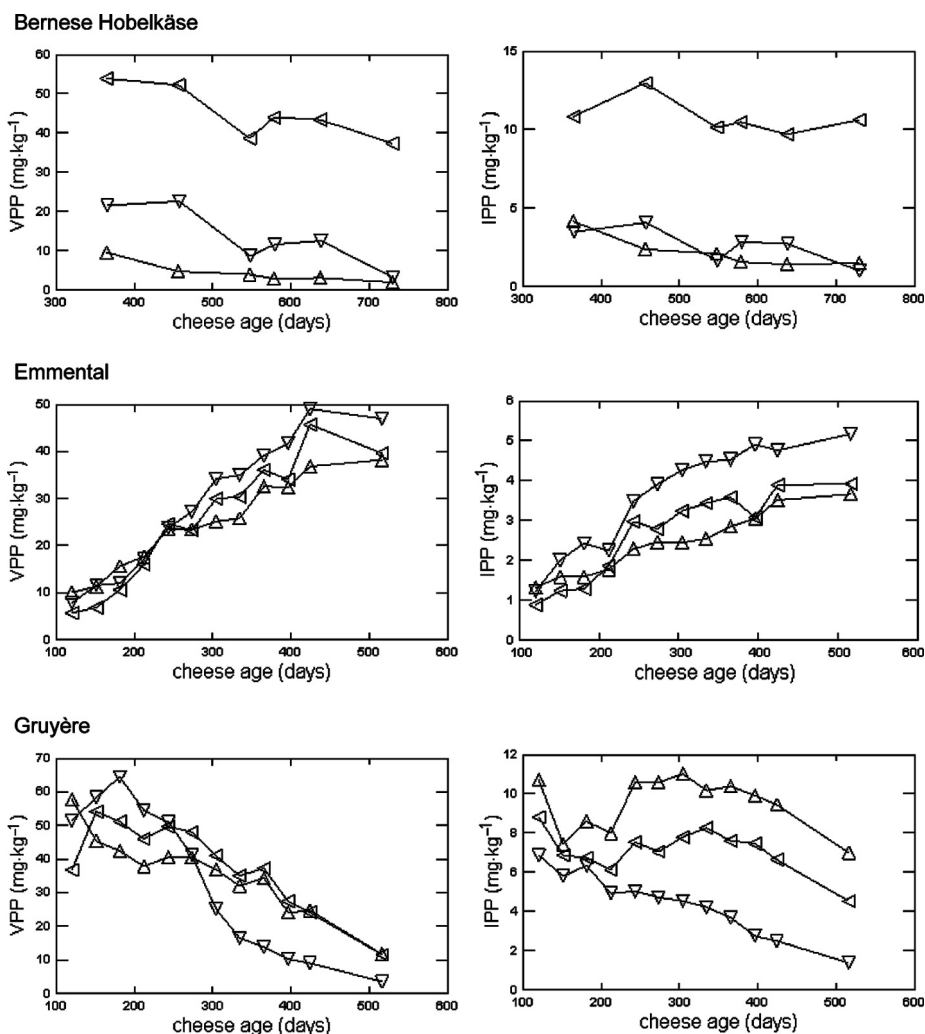 Bernese Hobelkäse
VPP (mg·kg⁻¹)
60
50
40
30
20
10
0
300 400 500 600 700 800
cheese age (days)
IPP (mg·kg⁻¹)
15
10
5
0
300 400 500 600 700 800
cheese age (days)
Emmental
VPP (mg·kg⁻¹)
50
40
30
20
10
0
100 200 300 400 500 600
cheese age (days)
IPP (mg·kg⁻¹)
6
5
4
3
2
1
0
100 200 300 400 500 600
cheese age (days)
Gruyère
VPP (mg·kg⁻¹)
70
60
50
40
30
20
10
0
100 200 300 400 500 600
cheese age (days)
IPP (mg·kg⁻¹)
12
10
8
6
4
2
0
100 200 300 400 500 600
cheese age (days)